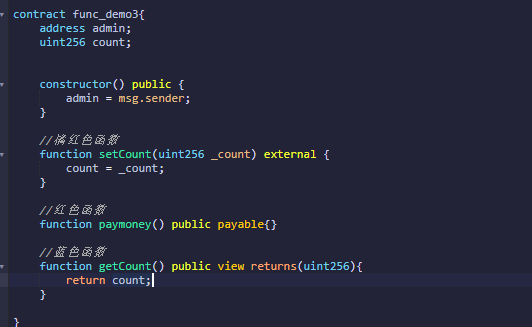 contract func_demo3{
address admin;
uint256 count;
constructor() public {
admin = msg.sender;
}
//橘红色函数
function setCount(uint256 _count) external {
count = _count;
}
//红色函数
function paymoney() public payable{}
//蓝色函数
function getCount() public view returns(uint256){
return count;
}
}